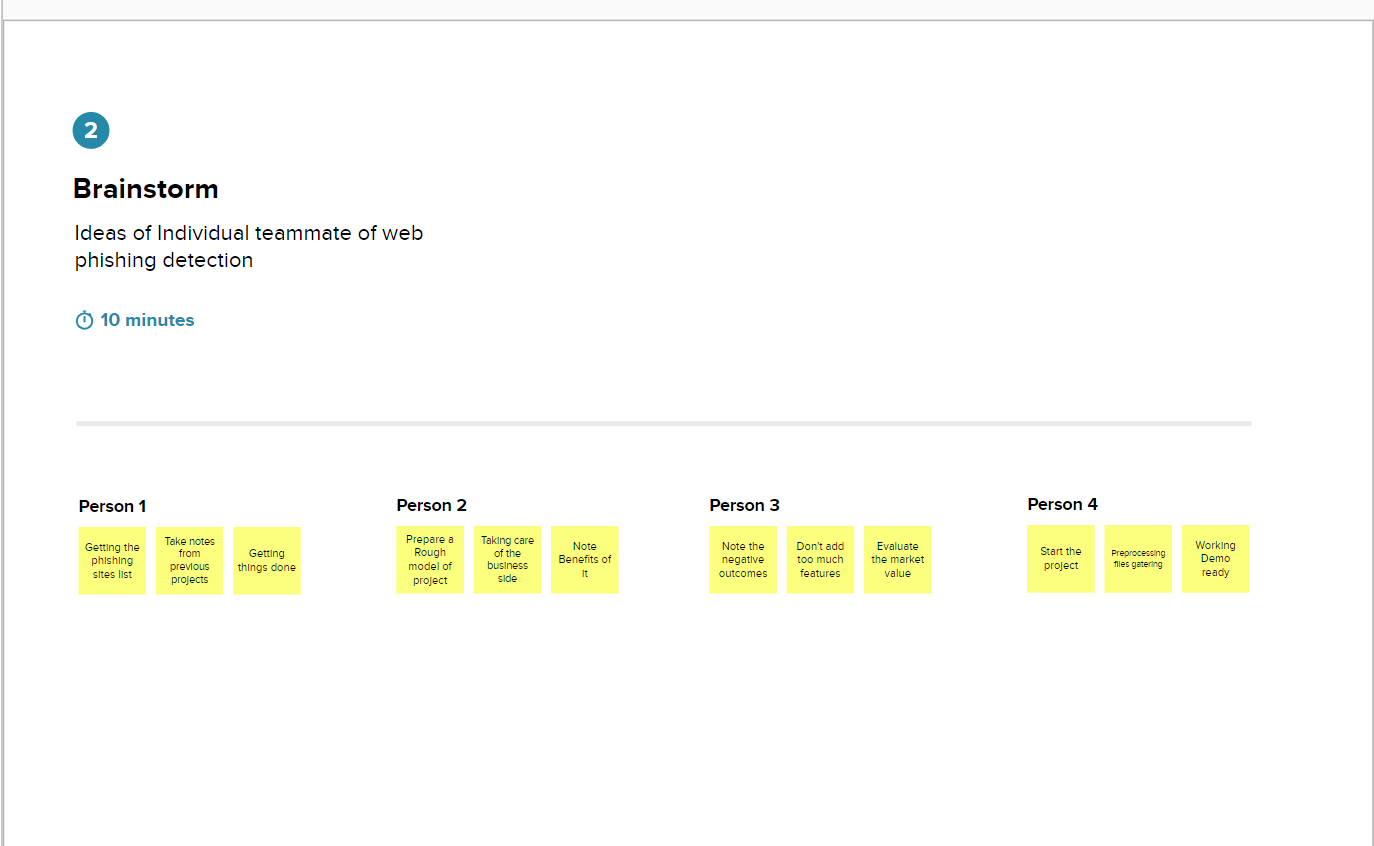 2
Brainstorm
Ideas of Individual teammate of web
phishing detection
10 minutes
Person 1
Getting the
phishing
sites list
Take notes
from
previous
projects
Getting
things done
Person 2
Prepare a
Rough
model of
project
Taking care
of the
business
side
Note
Benefits of
it
Person 3
Note the
negative
outcomes
Don't add
too much
features
Evaluate
the market
value
Person 4
Start the
project
Preprocessing
files gatering
Working
Demo
ready